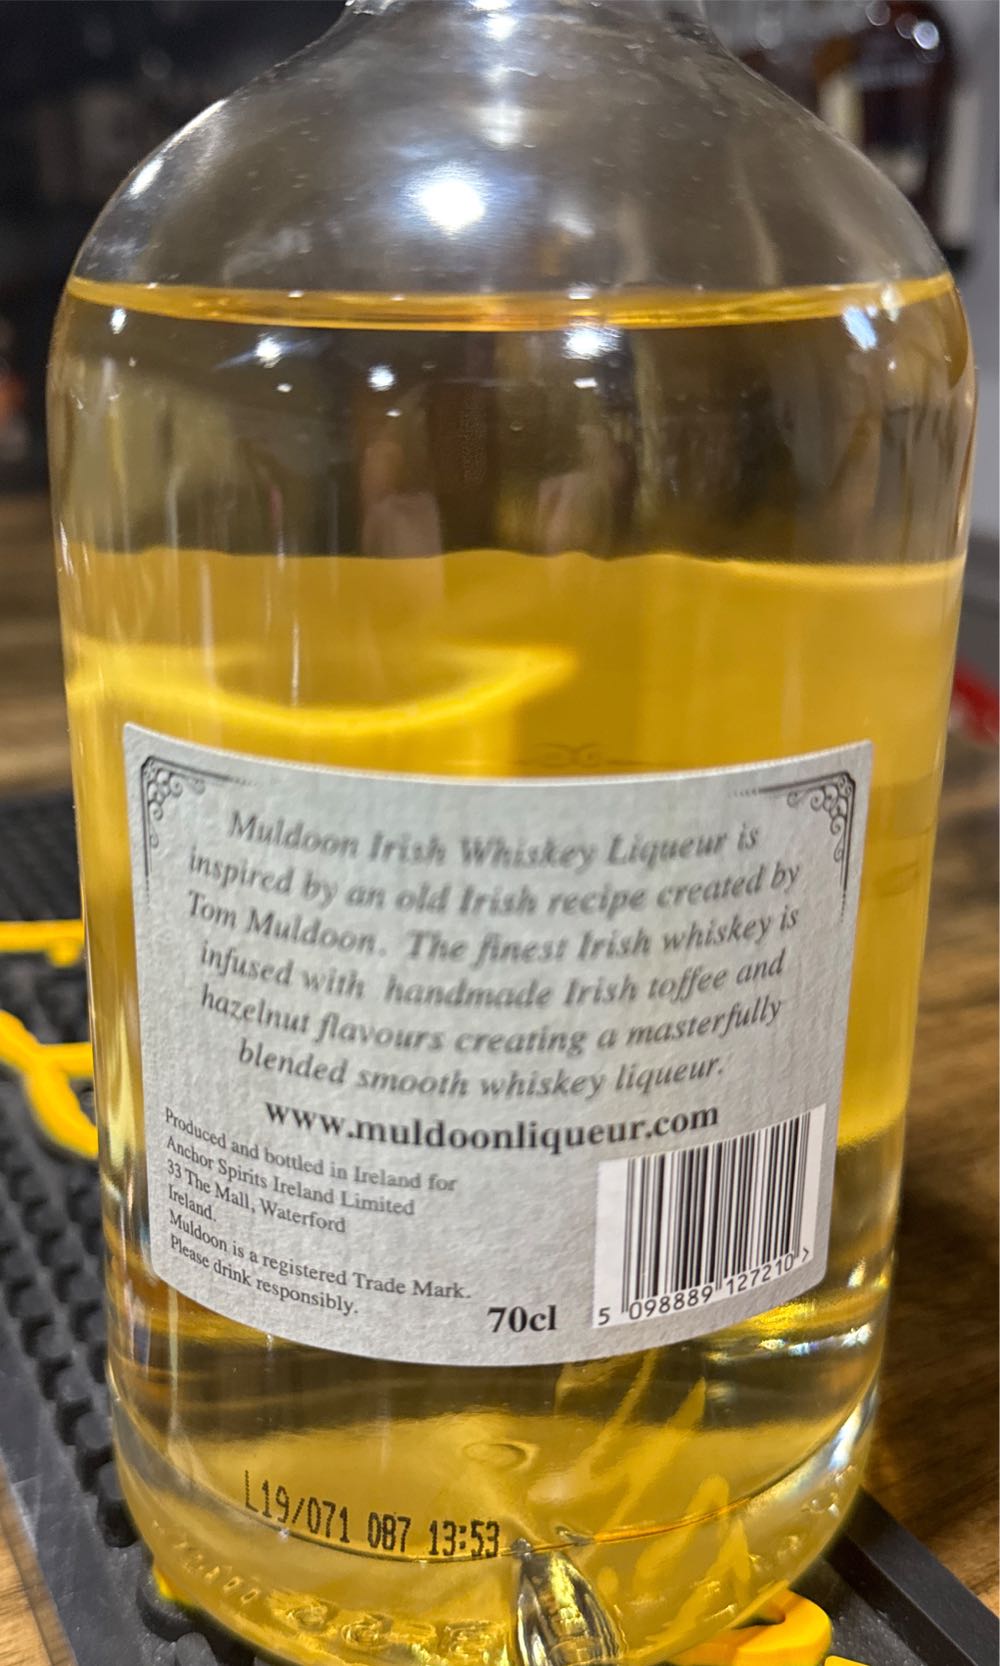 Muldoon Irish Whiskey Liqueur is
inspired by an old Irish recipe created by
Tom Muldoon. The finest Irish whiskey is
infused with handmade Irish toffee and
hazelnut flavours creating a masterfully
blended smooth whiskey liqueur.
www.muldoonliqueur.com
Produced and bottled in Ireland for
Anchor Spirits Ireland Limited
33 The Mall, Waterford
Ireland.
Muldoon is a registered Trade Mark.
Please drink responsibly.
70cl
5 098889 127210 >
L19/071 087 13:53